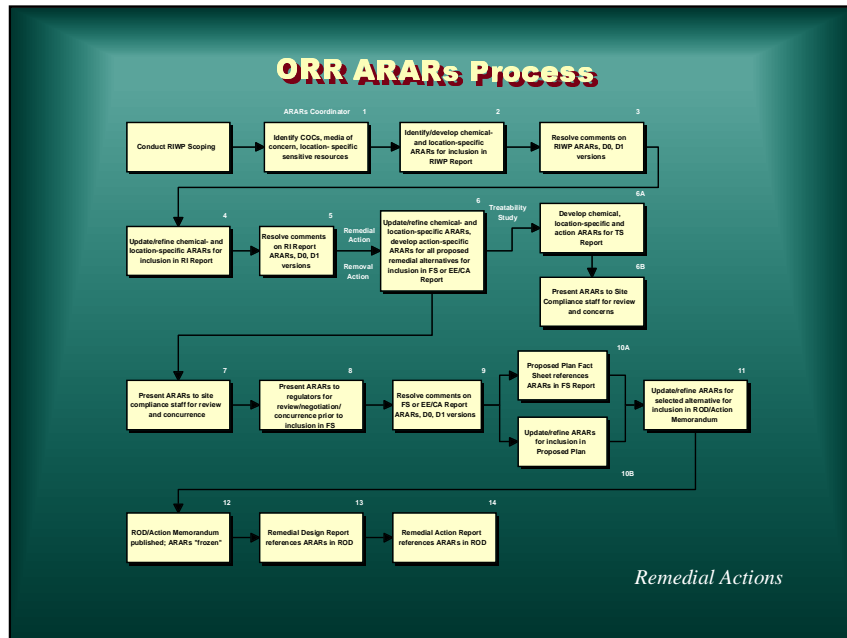 ORR ARARs Process
ARARs Coordinator 1
2
3
Conduct RIWP Scoping
Identify COCs, media of
concern, location- specific
sensitive resources
Identify/develop chemical-
and location-specific
ARARs for inclusion in
RIWP Report
Resolve comments on
RIWP ARARs, D0, D1
versions
4
5
6
6A
Update/refine chemical- and
location-specific ARARs for
inclusion in RI Report
Resolve comments
on RI Report
ARARs, D0, D1
versions
Remedial
Action
Removal
Action
Update/refine chemical- and
location-specific ARARs,
develop action-specific
ARARs for all proposed
remedial alternatives for
inclusion in FS or EE/CA
Report
Treatability
Study
Develop chemical,
location-specific and
action ARARs for TS
Report
6B
Present ARARs to Site
Compliance staff for review
and concerns
7
8
9
10A
11
Present ARARs to site
compliance staff for review
and concurrence
Present ARARs to
regulators for
review/negotiation/
concurrence prior to
inclusion in FS
Resolve comments on
FS or EE/CA Report
ARARs, D0, D1 versions
Proposed Plan Fact
Sheet references
ARARs in FS Report
Update/refine ARARs
for inclusion in
Proposed Plan
10B
Update/refine ARARs for
selected alternative for
inclusion in ROD/Action
Memorandum
12
13
14
ROD/Action Memorandum
published; ARARs "frozen"
Remedial Design Report
references ARARs in ROD
Remedial Action Report
references ARARs in ROD
Remedial Actions